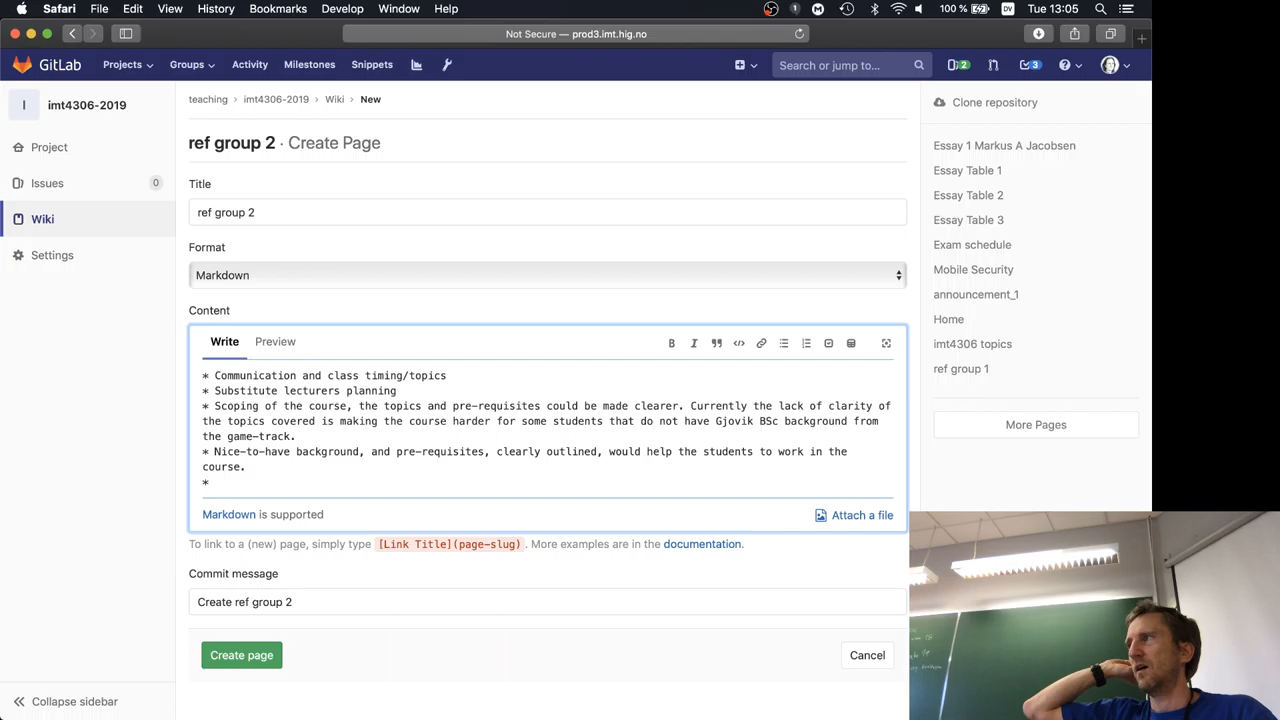 Safari File Edit View History Bookmarks Develop Window Help 1 100 % DV Tue 13:05
Not Secure — prod3.imt.hig.no
GitLab Projects Groups Activity Milestones Snippets Search or jump to... 2 3
I imt4306-2019
Project
Issues 0
Wiki
Settings
Collapse sidebar
teaching › imt4306-2019 › Wiki › New
ref group 2 · Create Page
Title
ref group 2
Format
Markdown
Content
Write Preview
* Communication and class timing/topics
* Substitute lecturers planning
* Scoping of the course, the topics and pre-requisites could be made clearer. Currently the lack of clarity of
the topics covered is making the course harder for some students that do not have Gjovik BSc background from
the game-track.
* Nice-to-have background, and pre-requisites, clearly outlined, would help the students to work in the
course.
*
Markdown is supported Attach a file
To link to a (new) page, simply type [Link Title](page-slug). More examples are in the documentation.
Commit message
Create ref group 2
Create page Cancel
Clone repository
Essay 1 Markus A Jacobsen
Essay Table 1
Essay Table 2
Essay Table 3
Exam schedule
Mobile Security
announcement_1
Home
imt4306 topics
ref group 1
More Pages